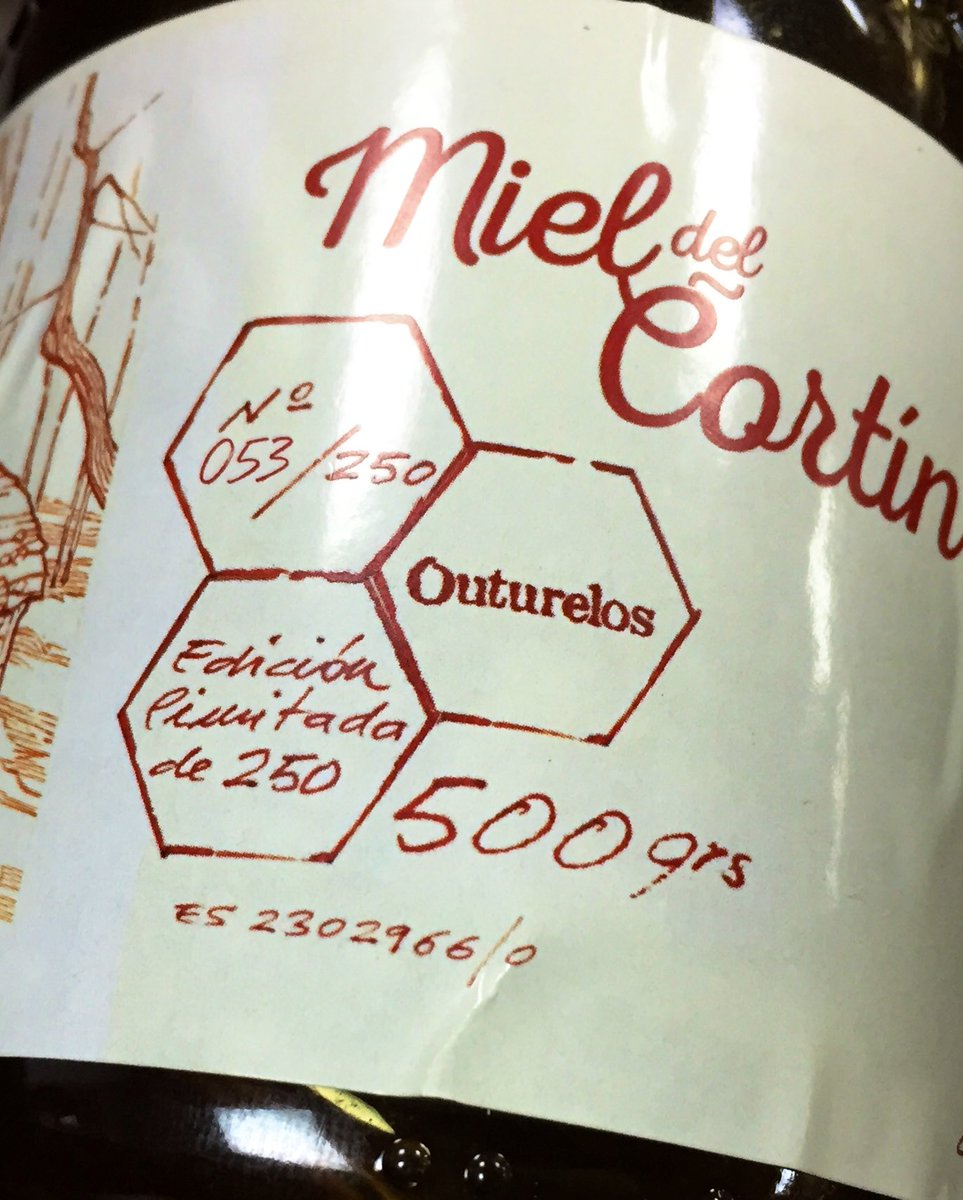 Miel del
Cortín
Nº
053/250
Outurelos
Edición
limitada
de 250
500 grs
ES 2302966/0